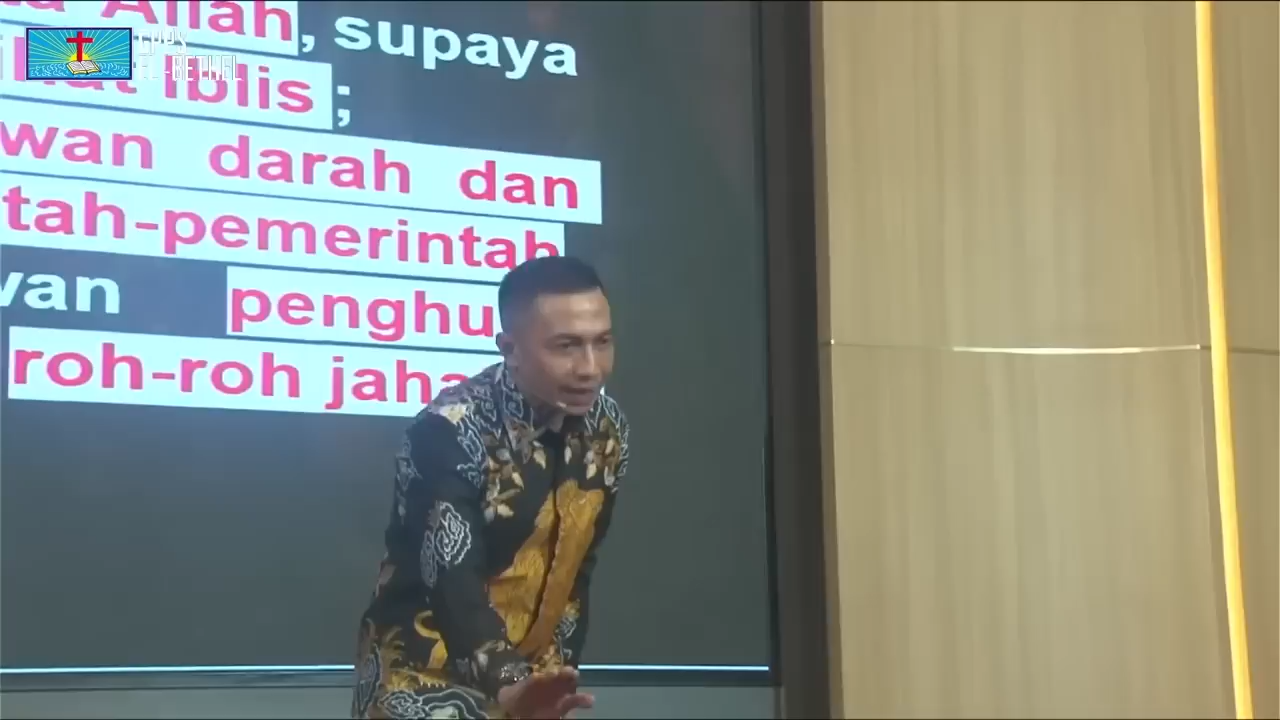 Allah, supaya
GPPS
EL-BETHEL
Iblis ;
wan darah dan
tah-pemerintah
wan penghu
roh-roh jaha